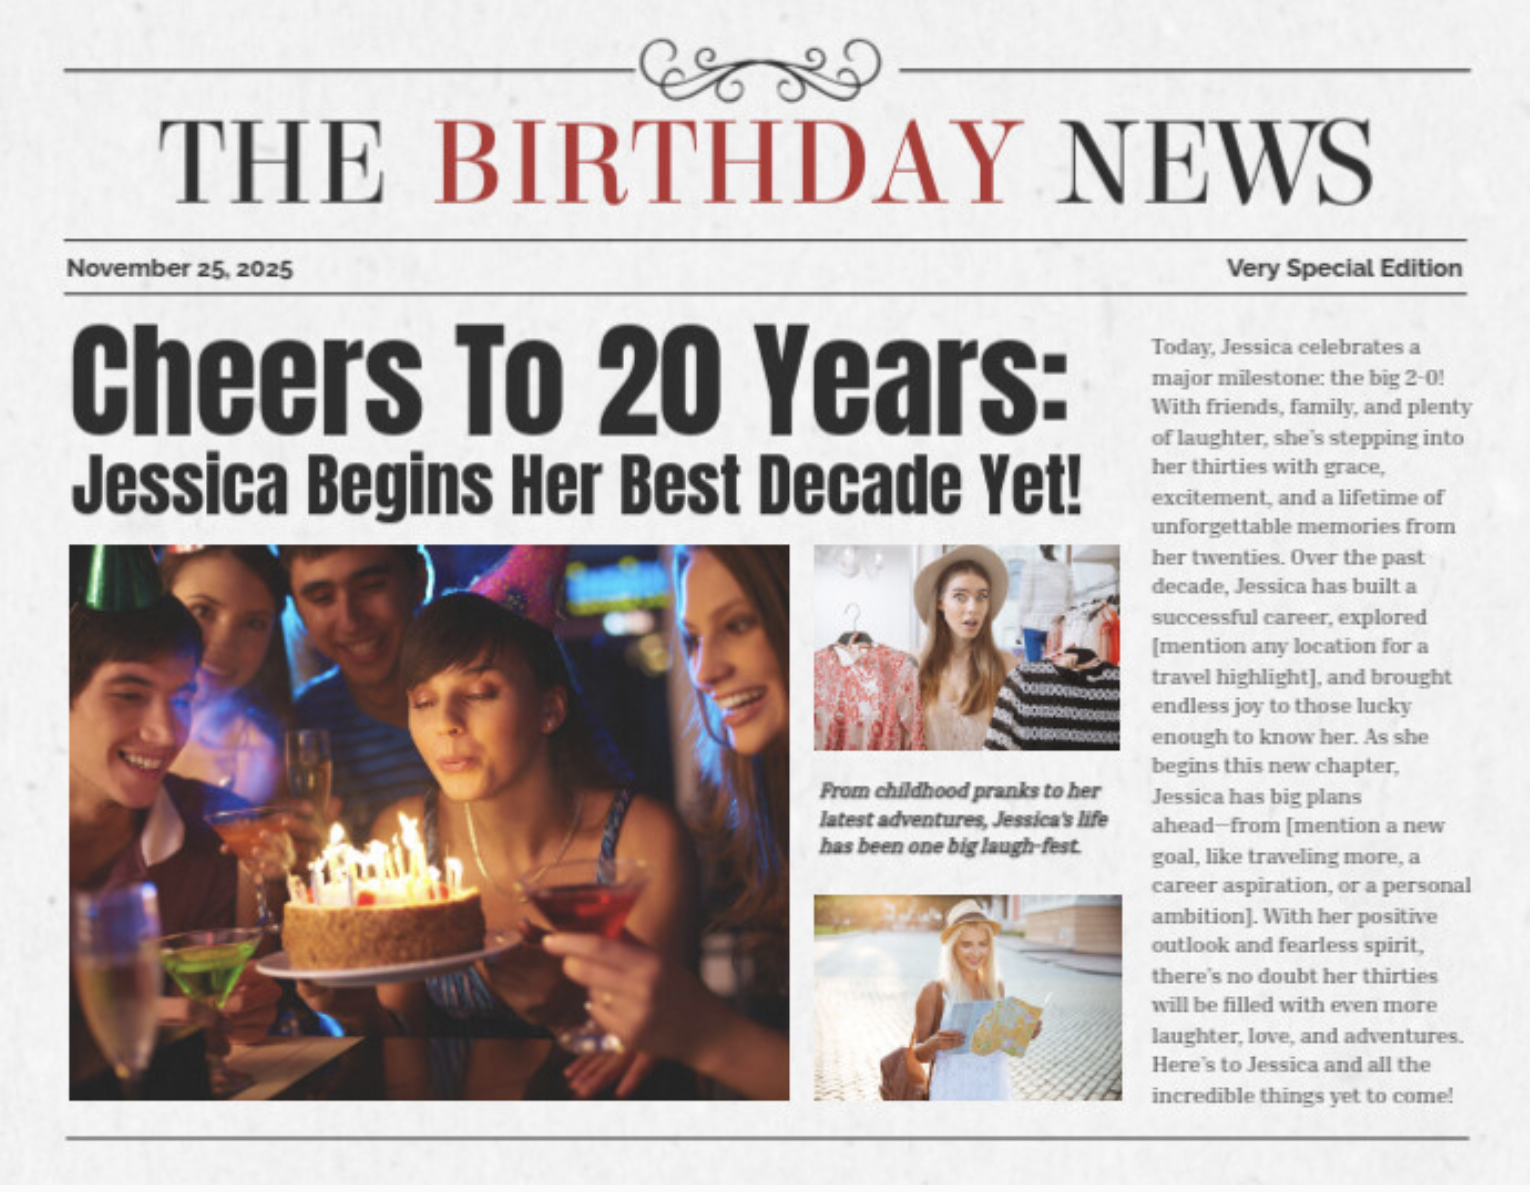 THE BIRTHDAY NEWS
November 25, 2025
Very Special Edition
Cheers To 20 Years:
Jessica Begins Her Best Decade Yet!
From childhood pranks to her
latest adventures, Jessica's life
has been one big laugh-fest.
Today, Jessica celebrates a
major milestone: the big 2-0!
With friends, family, and plenty
of laughter, she's stepping into
her thirties with grace,
excitement, and a lifetime of
unforgettable memories from
her twenties. Over the past
decade, Jessica has built a
successful career, explored
[mention any location for a
travel highlight], and brought
endless joy to those lucky
enough to know her. As she
begins this new chapter,
Jessica has big plans
ahead—from [mention a new
goal, like traveling more, a
career aspiration, or a personal
ambition]. With her positive
outlook and fearless spirit,
there's no doubt her thirties
will be filled with even more
laughter, love, and adventures.
Here's to Jessica and all the
incredible things yet to come!